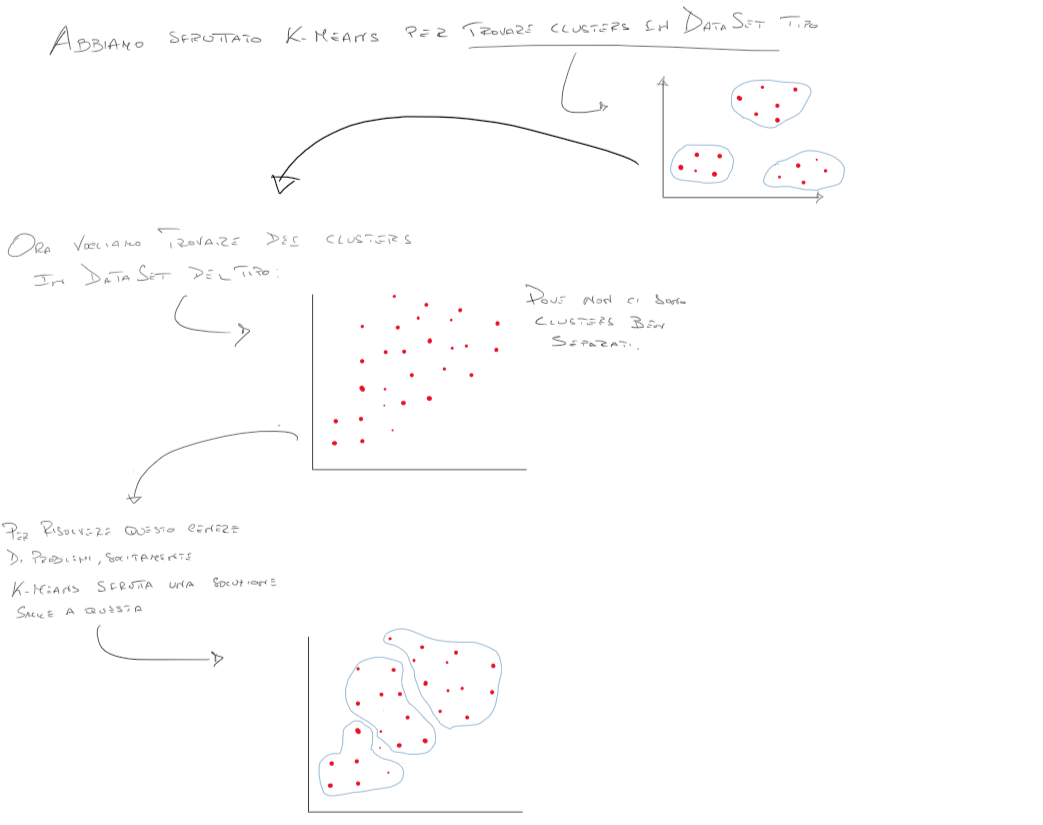 ABBIAMO SFRUTTATO K-MEANS PER TROVARE CLUSTERS IN DATASET TIPO
ORA VOGLIAMO TROVARE DEI CLUSTERS
IN DATASET DEL TIPO:
DOVE NON CI SONO
CLUSTERS BEN
SEPARATI.
PER RISOLVERE QUESTO GENERE
DI PROBLEMI, SOLITAMENTE
K-MEANS SFRUTTA UNA SOLUZIONE
SIMILE A QUESTA